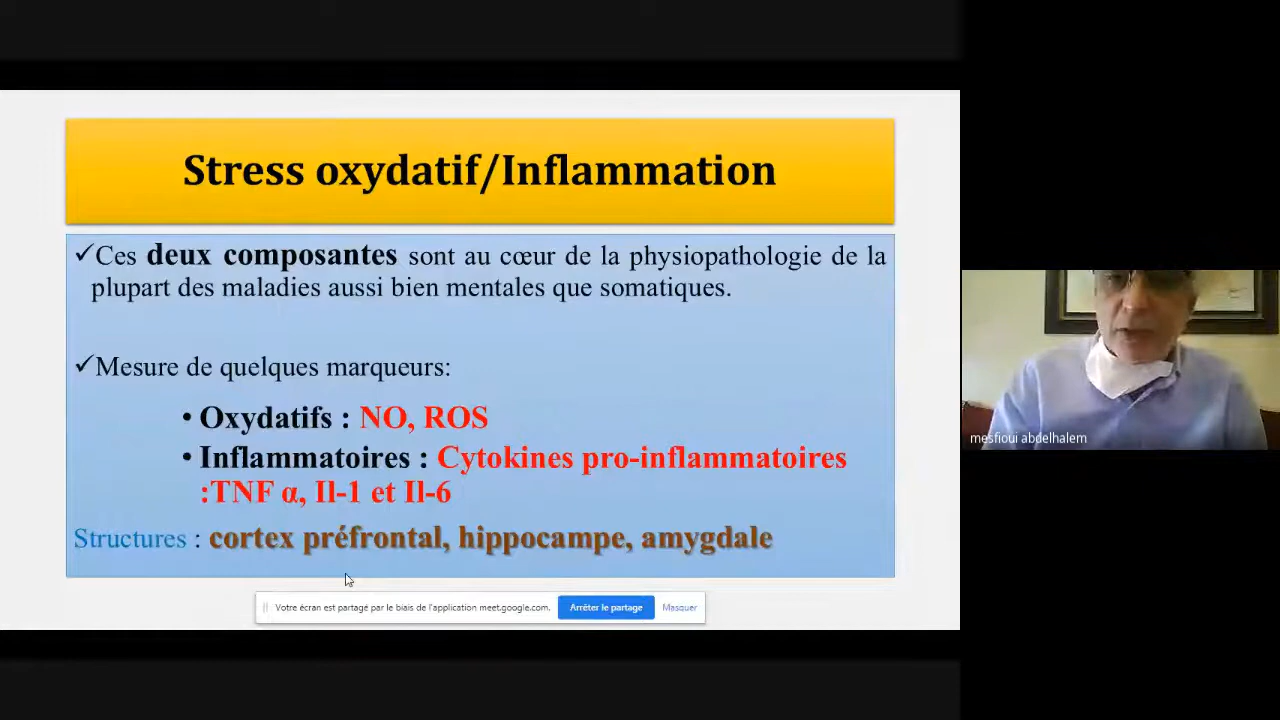 Stress oxydatif/Inflammation
✓Ces deux composantes sont au cœur de la physiopathologie de la
plupart des maladies aussi bien mentales que somatiques.
✓Mesure de quelques marqueurs:
• Oxydatifs : NO, ROS
• Inflammatoires : Cytokines pro-inflammatoires
:TNF α, Il-1 et Il-6
Structures : cortex préfrontal, hippocampe, amygdale
Votre écran est partagé par le biais de l'application meet.google.com.
Arrêter le partage
Masquer
mesfioui abdelhalem